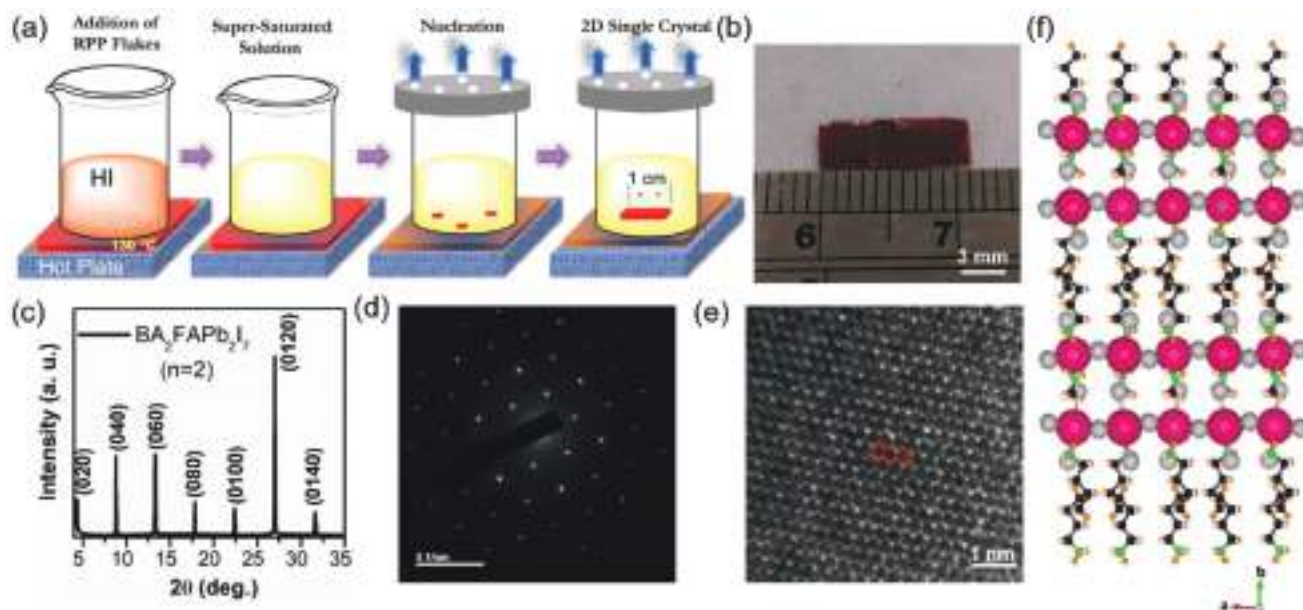 (a)
Addition of
RPP Flakes
Super-Saturated
Solution
Nucleation
2D Single Crystal
HI
1 cm
130 °C
Hot Plate
(b)
6
7
3 mm
(c)
BA₂FAPb₂I₇
(n=2)
(020)
(040)
(060)
(080)
(0100)
(0120)
(0140)
Intensity (a. u.)
5 10 15 20 25 30 35
2θ (deg.)
(d)
(e)
1 nm
(f)
b
a